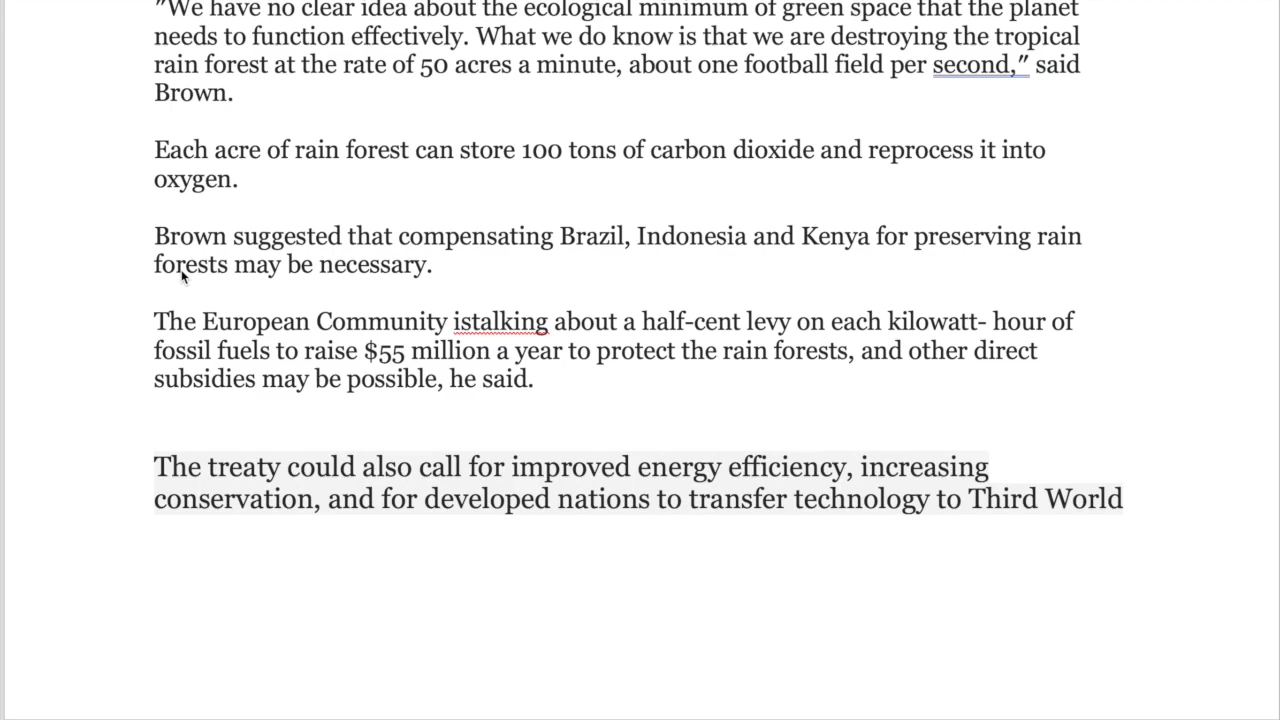 "We have no clear idea about the ecological minimum of green space that the planet
needs to function effectively. What we do know is that we are destroying the tropical
rain forest at the rate of 50 acres a minute, about one football field per second," said
Brown.
Each acre of rain forest can store 100 tons of carbon dioxide and reprocess it into
oxygen.
Brown suggested that compensating Brazil, Indonesia and Kenya for preserving rain
forests may be necessary.
The European Community istalking about a half-cent levy on each kilowatt- hour of
fossil fuels to raise $55 million a year to protect the rain forests, and other direct
subsidies may be possible, he said.
The treaty could also call for improved energy efficiency, increasing
conservation, and for developed nations to transfer technology to Third World